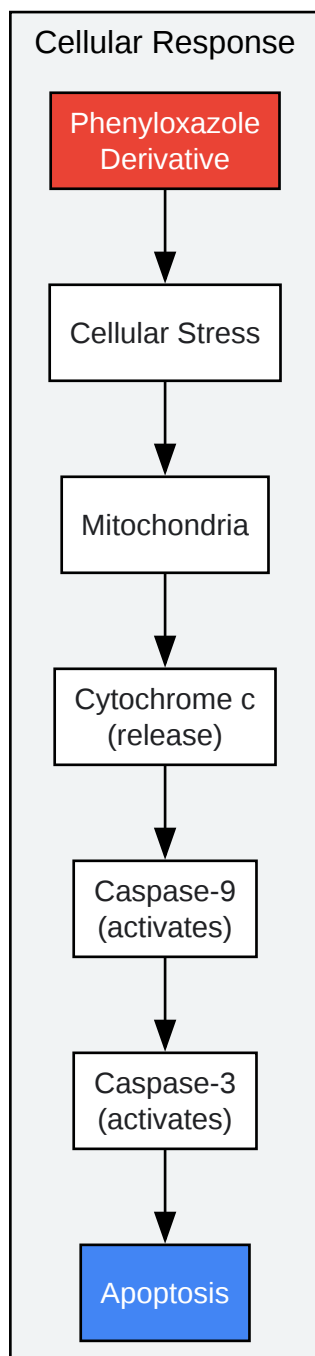 Cellular Response
Phenyloxazole
Derivative
Cellular Stress
Mitochondria
Cytochrome c
(release)
Caspase-9
(activates)
Caspase-3
(activates)
Apoptosis